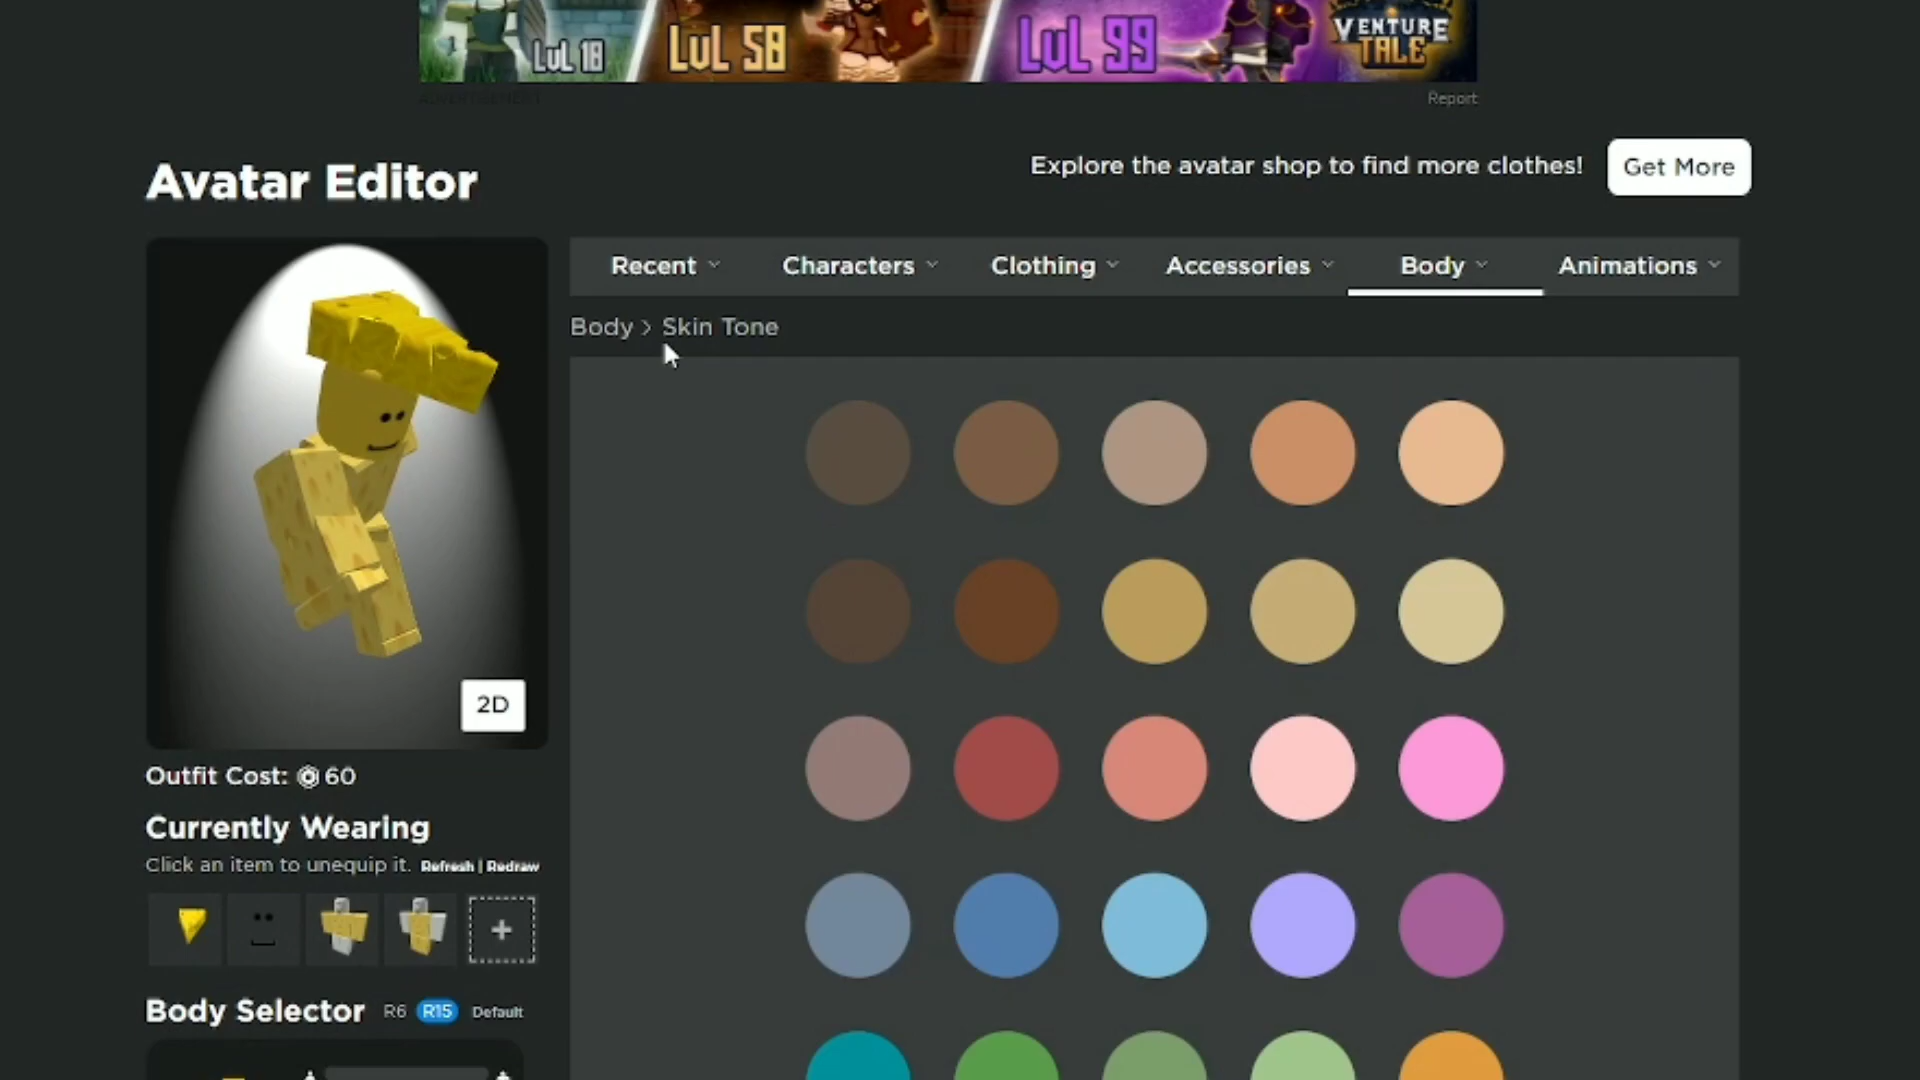 LvL 18
LvL 58
LvL 99
VENTURE
TALE
ADVERTISEMENT
Report
Avatar Editor
Explore the avatar shop to find more clothes!
Get More
Recent
Characters
Clothing
Accessories
Body
Animations
Body > Skin Tone
2D
Outfit Cost: 60
Currently Wearing
Click an item to unequip it. Refresh | Redraw
+
Body Selector R6 R15 Default